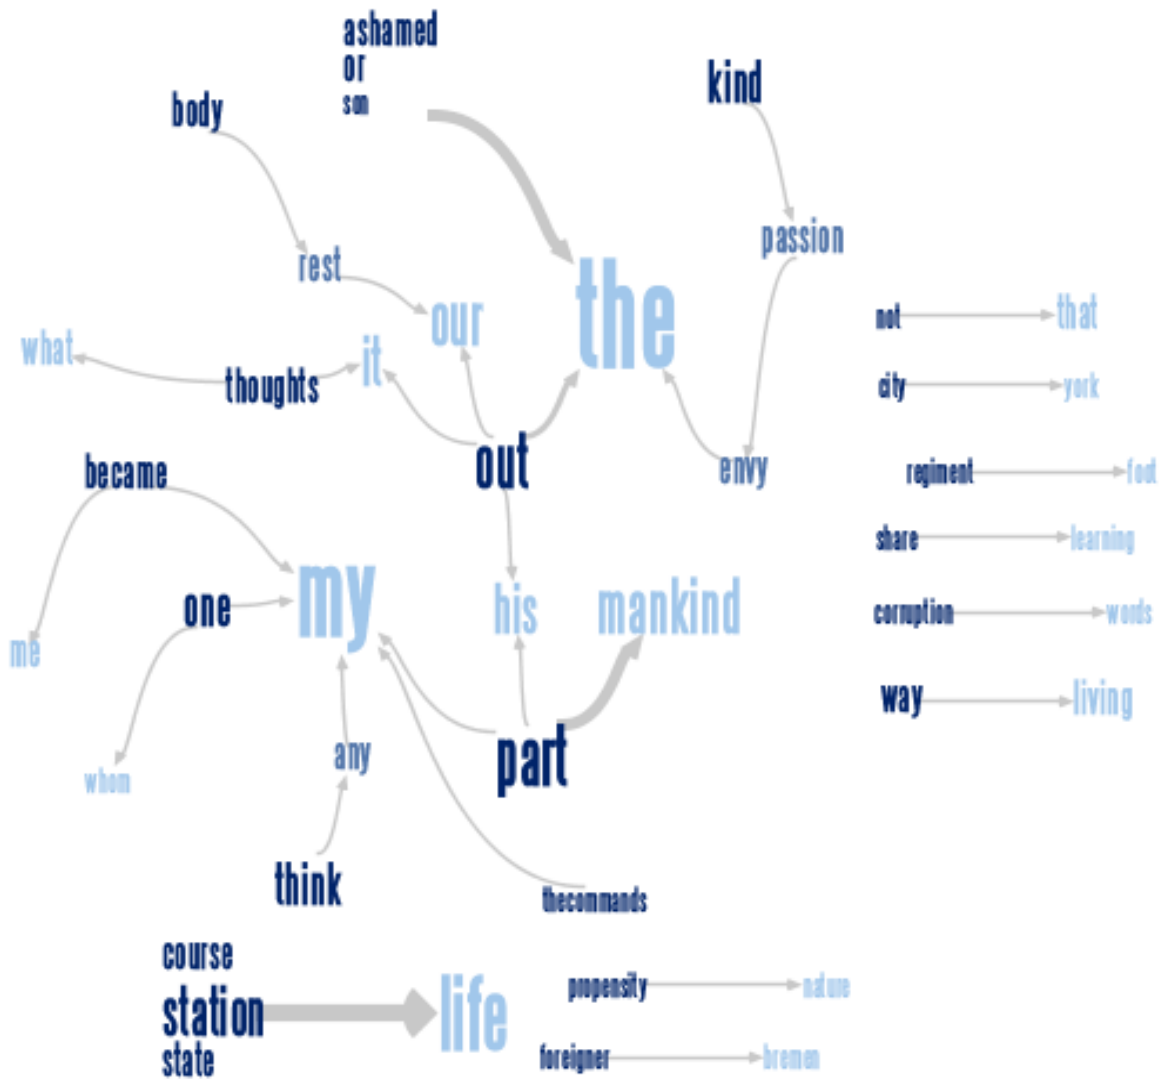 ashamed
or
son
kind
body
passion
rest
our
the
not that
what
it
thoughts
city york
out
became
envy
regiment foot
share learning
my
one
his
mankind
corruption words
me
way living
any
part
whom
think
thecommands
course
station
state
life
propensity nature
foreigner bremen